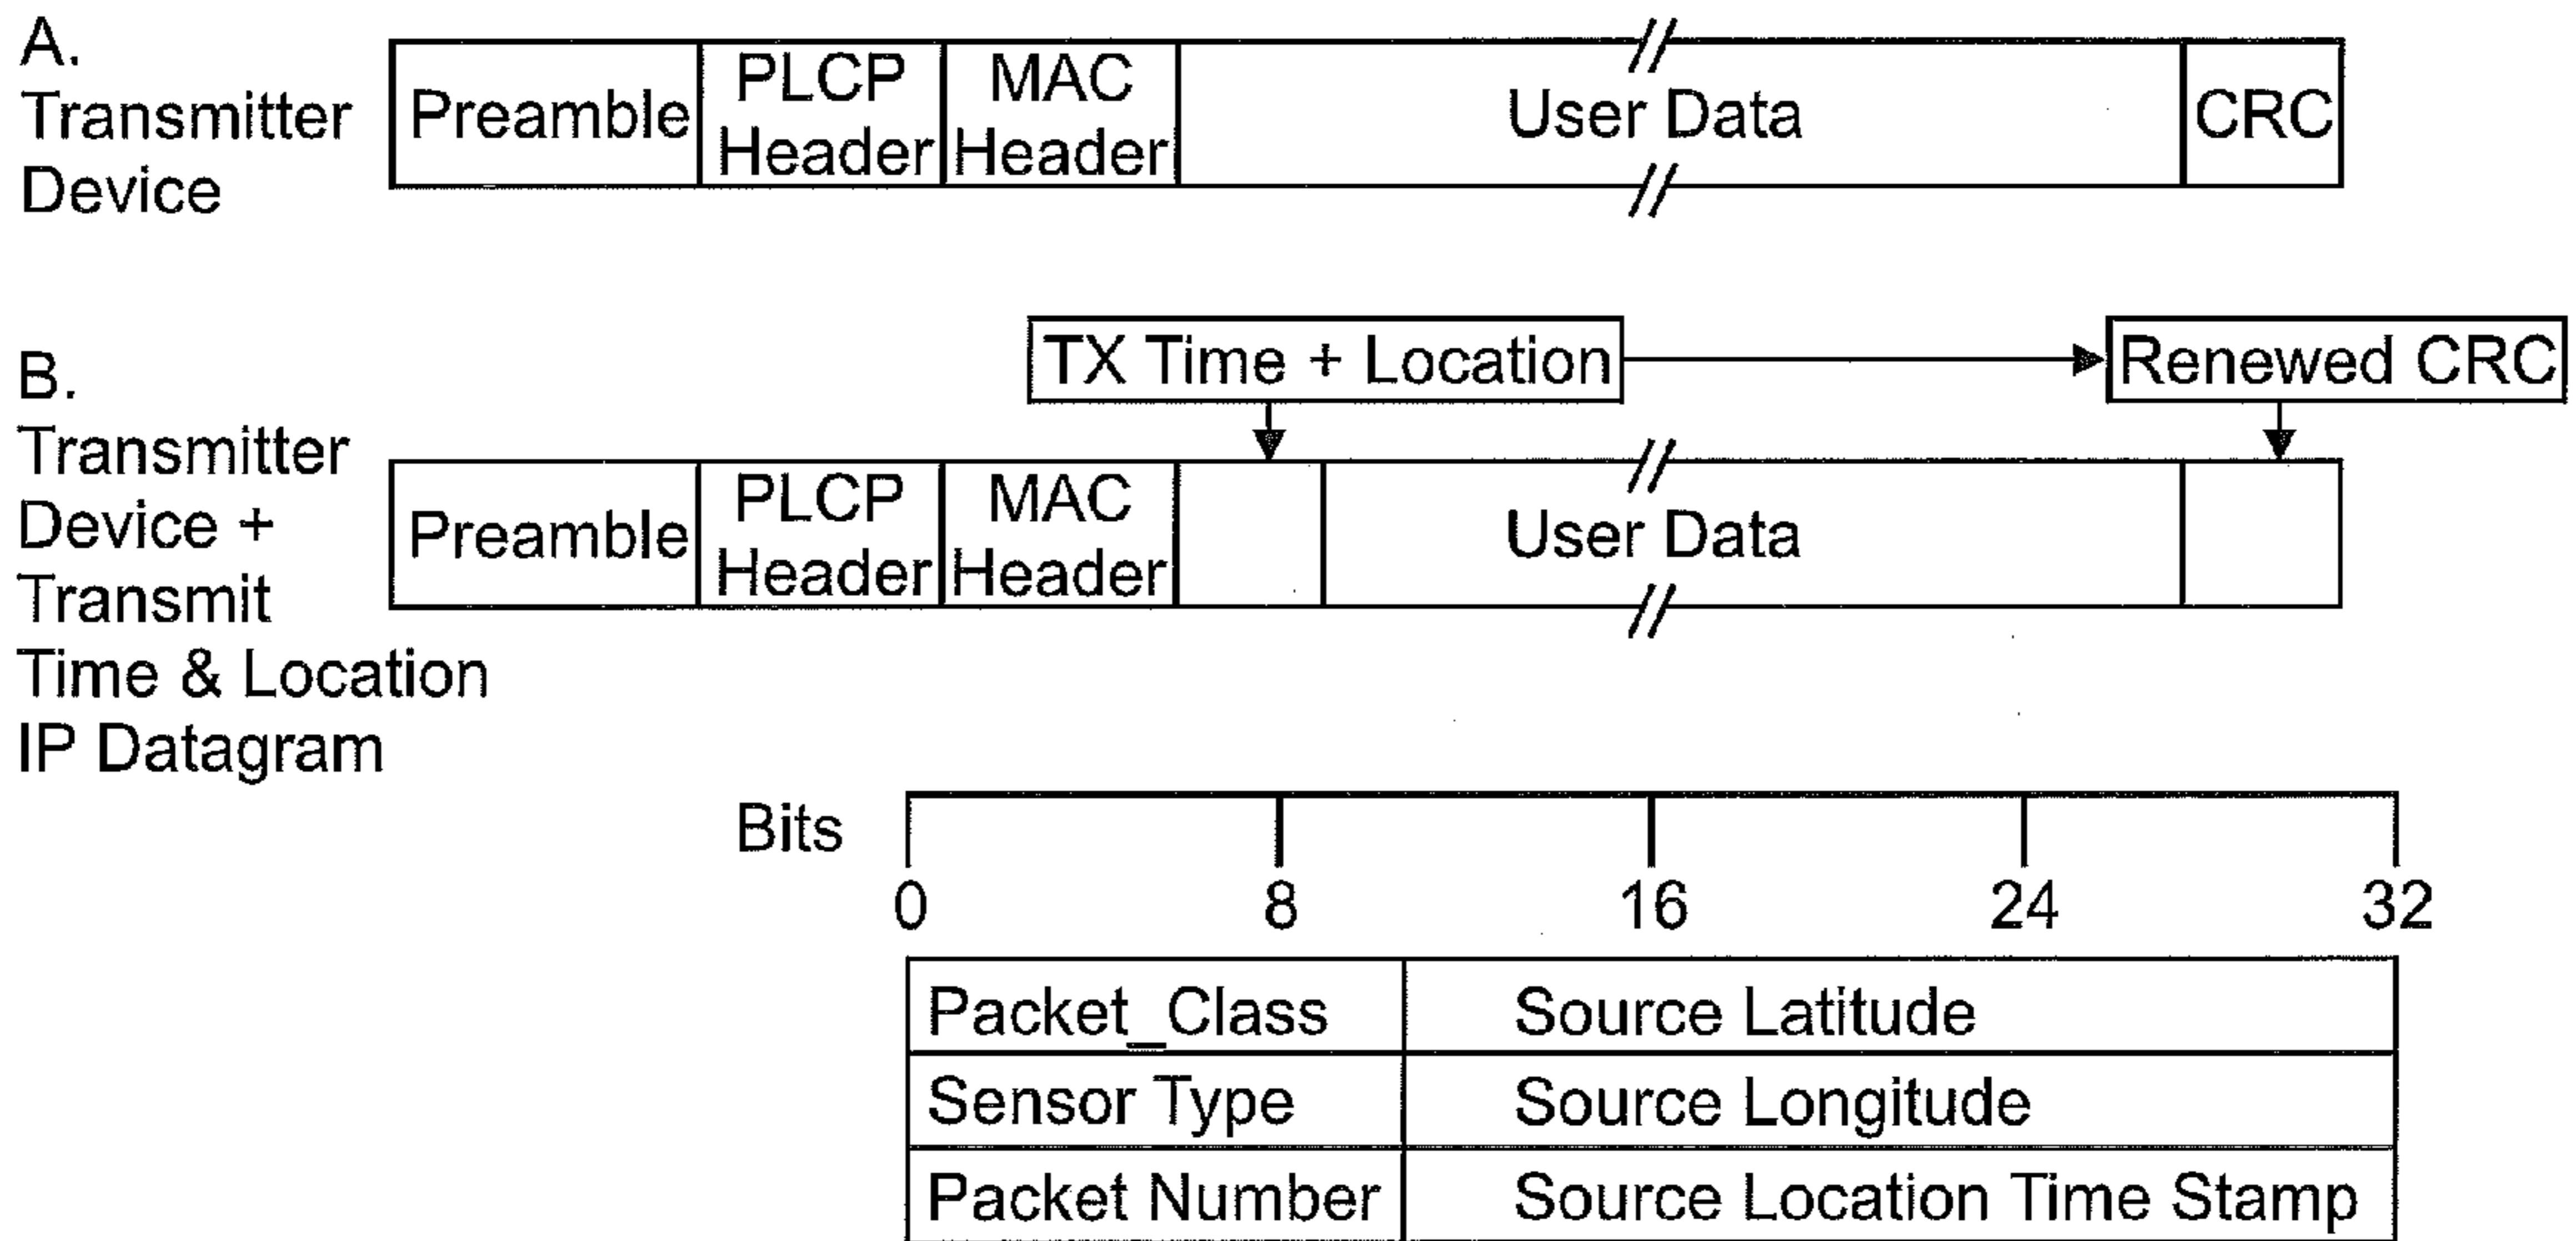 A.
Transmitter
Device
Preamble
PLCP
Header
MAC
Header
User Data
CRC
TX Time + Location
Renewed CRC
B.
Transmitter
Device +
Transmit
Time & Location
IP Datagram
Preamble
PLCP
Header
MAC
Header
User Data
Bits
0 8 16 24 32
Packet_Class Source Latitude
Sensor Type Source Longitude
Packet Number Source Location Time Stamp